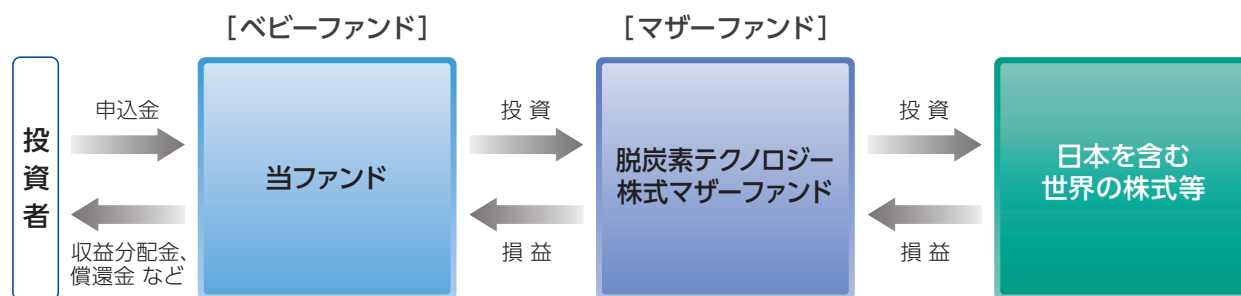 [ベビーファンド]
[マザーファンド]
投資者
申込金
収益分配金、
償還金 など
当ファンド
投 資
損 益
脱炭素テクノロジー
株式マザーファンド
投 資
損 益
日本を含む
世界の株式等